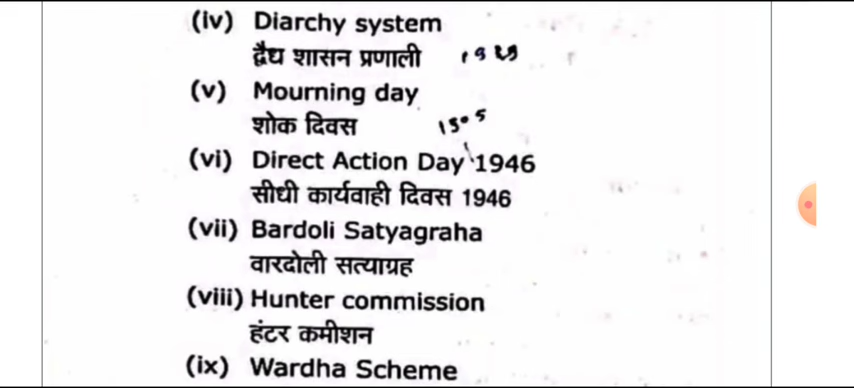 (iv) Diarchy system
द्वैध शासन प्रणाली
(v) Mourning day
शोक दिवस 1905
(vi) Direct Action Day 1946
सीधी कार्यवाही दिवस 1946
(vii) Bardoli Satyagraha
वारदोली सत्याग्रह
(viii) Hunter commission
हंटर कमीशन
(ix) Wardha Scheme